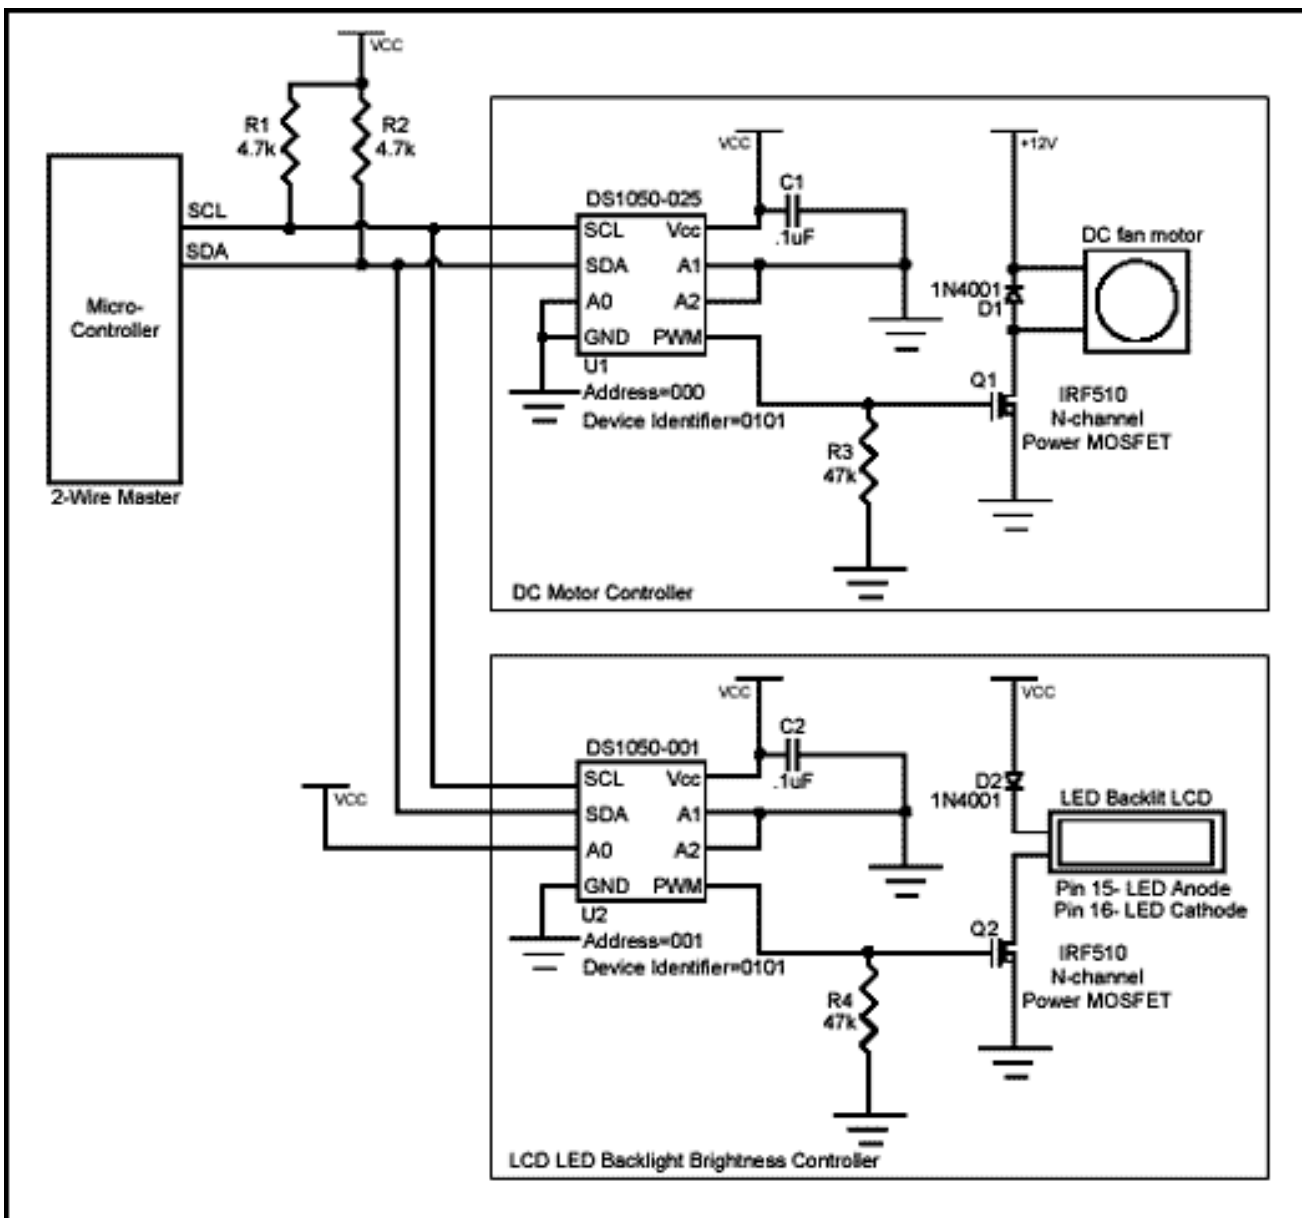 VCC
R1
4.7k
R2
4.7k
SCL
SDA
Micro-
Controller
2-Wire Master
DS1050-025
SCL
SDA
A0
GND
Vcc
A1
A2
PWM
U1
Address=000
Device Identifier=0101
VCC
C1
.1uF
+12V
DC fan motor
1N4001
D1
Q1
IRF510
N-channel
Power MOSFET
R3
47k
DC Motor Controller
VCC
DS1050-001
SCL
SDA
A0
GND
Vcc
A1
A2
PWM
U2
Address=001
Device Identifier=0101
VCC
C2
.1uF
VCC
D2
1N4001
LED Backlit LCD
Pin 15- LED Anode
Pin 16- LED Cathode
Q2
IRF510
N-channel
Power MOSFET
R4
47k
LCD LED Backlight Brightness Controller